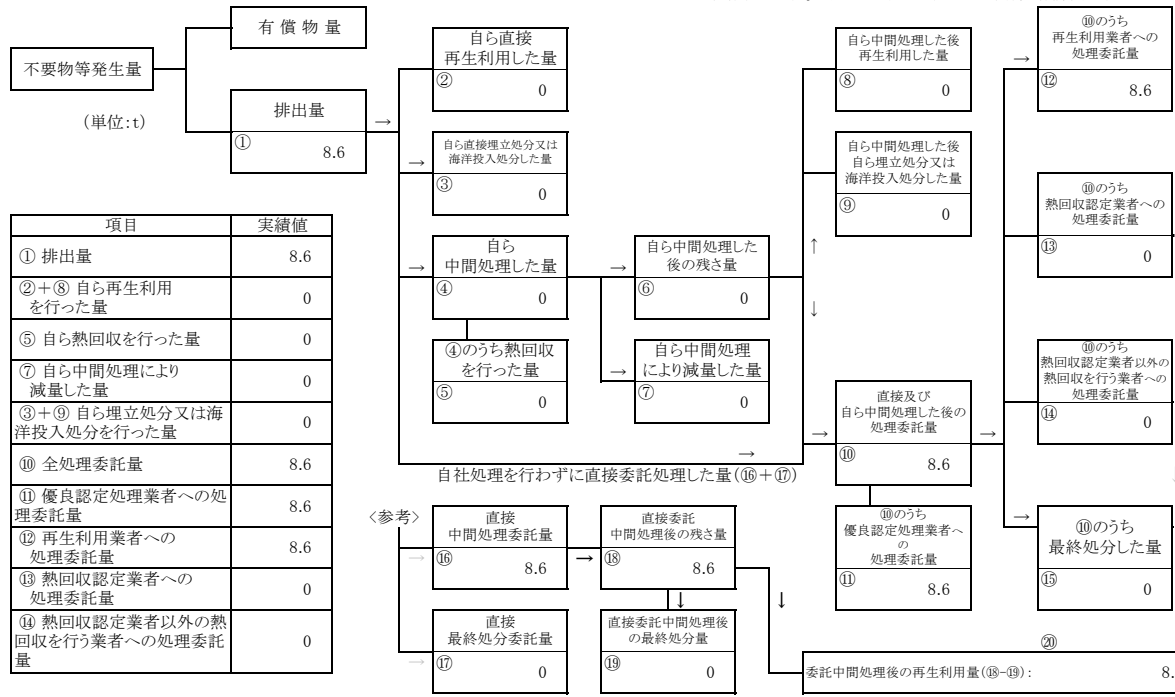 有 償 物 量
不要物等発生量
(単位:t)
排出量
①
8.6
→
自ら直接
再生利用した量
②
0
→
自ら直接埋立処分又は
海洋投入処分した量
③
0
→
自ら
中間処理した量
④
0
④のうち熱回収
を行った量
⑤
0
→
自ら中間処理した
後の残さ量
⑥
0
→
自ら中間処理
により減量した量
⑦
0
自ら中間処理した後
再生利用した量
⑧
0
自ら中間処理した後
自ら埋立処分又は
海洋投入処分した量
⑨
0
↑
↓
→
直接及び
自ら中間処理した後の
処理委託量
⑩
8.6
→
⑩のうち
優良認定処理業者へ
の
処理委託量
⑪
8.6
→
⑩のうち
再生利用業者への
処理委託量
⑫
8.6
⑩のうち
熱回収認定業者への
処理委託量
⑬
0
⑩のうち
熱回収認定業者以外の
熱回収を行う業者への
処理委託量
⑭
0
→
⑩のうち
最終処分した量
⑮
0
→
自社処理を行わずに直接委託処理した量(⑯+⑰)
〈参考〉
→
直接
中間処理委託量
⑯
8.6
→
直接委託
中間処理後の残さ量
⑱
8.6
→
直接
最終処分委託量
⑰
0
↓
↓
直接委託中間処理後
の最終処分量
⑲
0
⑳
委託中間処理後の再生利用量(⑱-⑲):
項目 実績値
① 排出量 8.6
②+⑧ 自ら再生利用
を行った量 0
⑤ 自ら熱回収を行った量 0
⑦ 自ら中間処理により
減量した量 0
③+⑨ 自ら埋立処分又は海
洋投入処分を行った量 0
⑩ 全処理委託量 8.6
⑪ 優良認定処理業者への処
理委託量 8.6
⑫ 再生利用業者への
処理委託量 8.6
⑬ 熱回収認定業者への
処理委託量 0
⑭ 熱回収認定業者以外の熱
回収を行う業者への処理委託
量 0